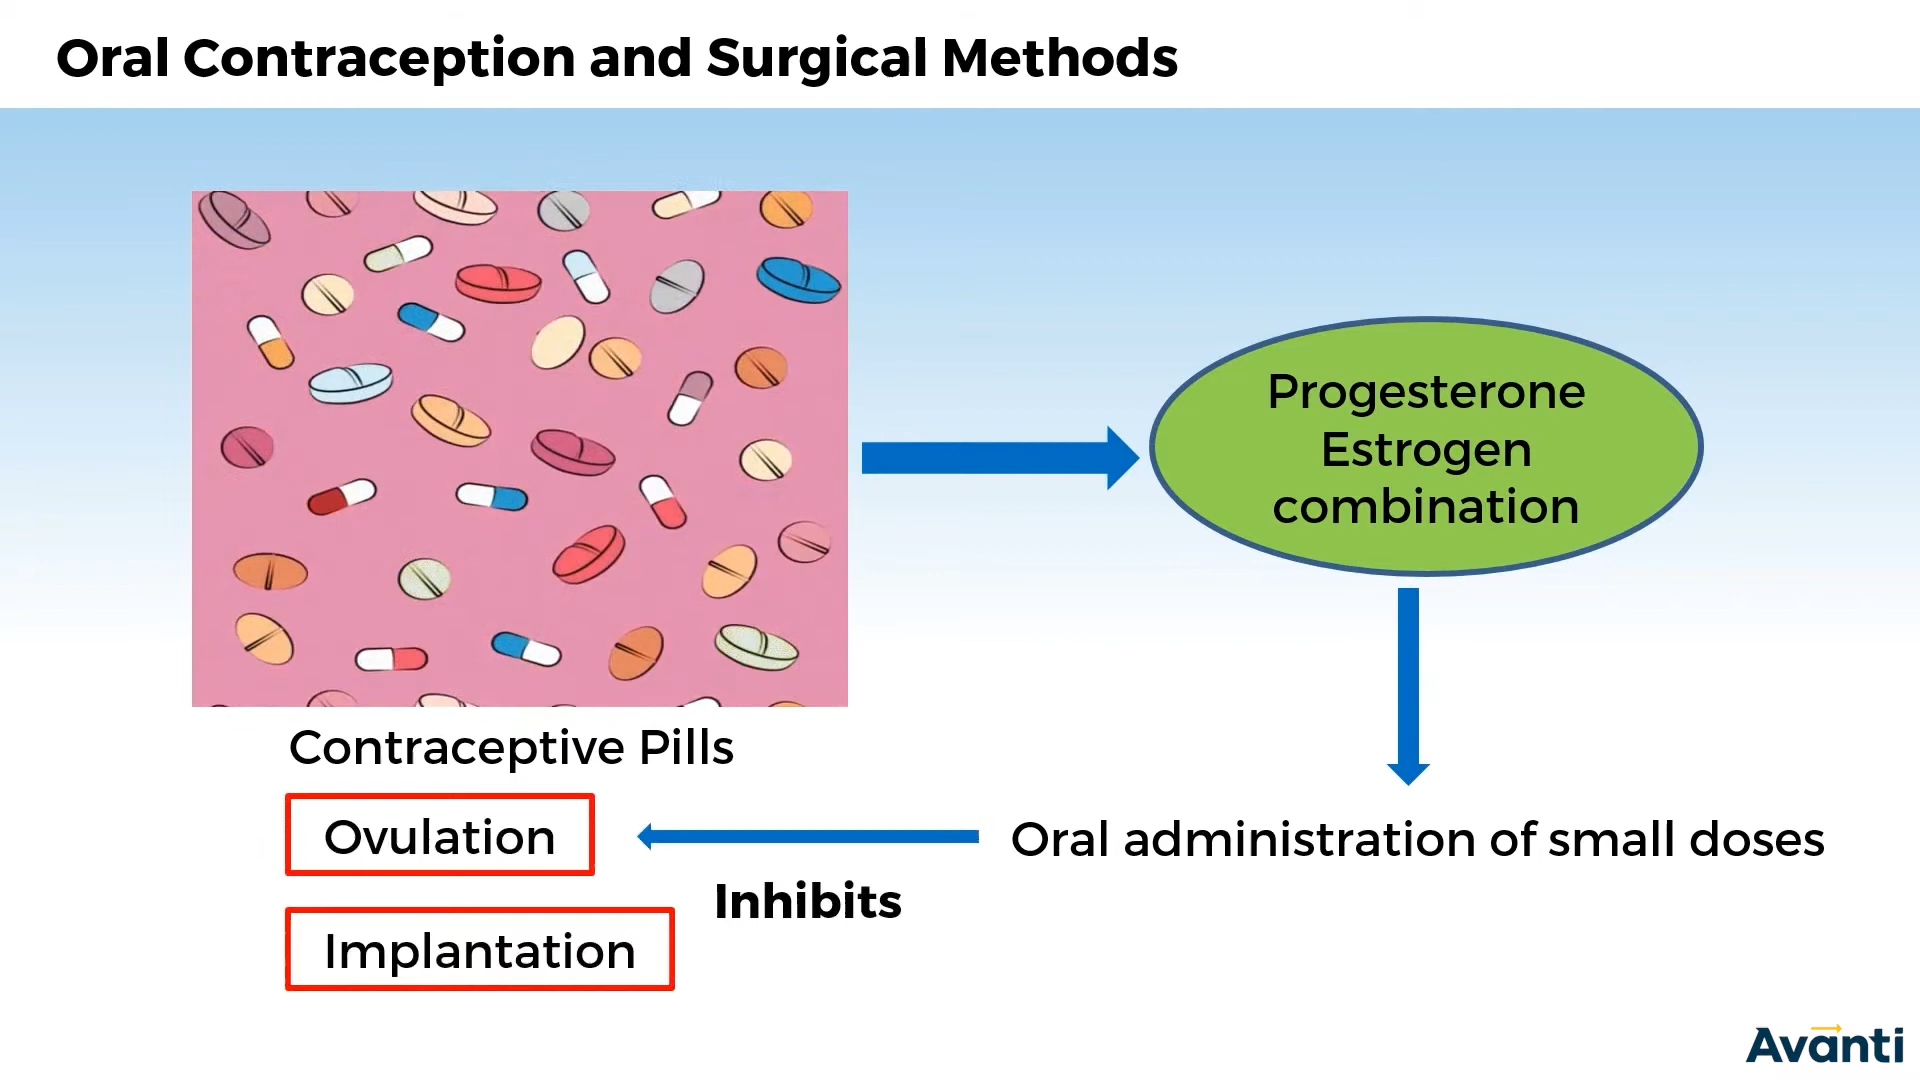 Oral Contraception and Surgical Methods
Progesterone
Estrogen
combination
Contraceptive Pills
Ovulation
Oral administration of small doses
Inhibits
Implantation
Avanti